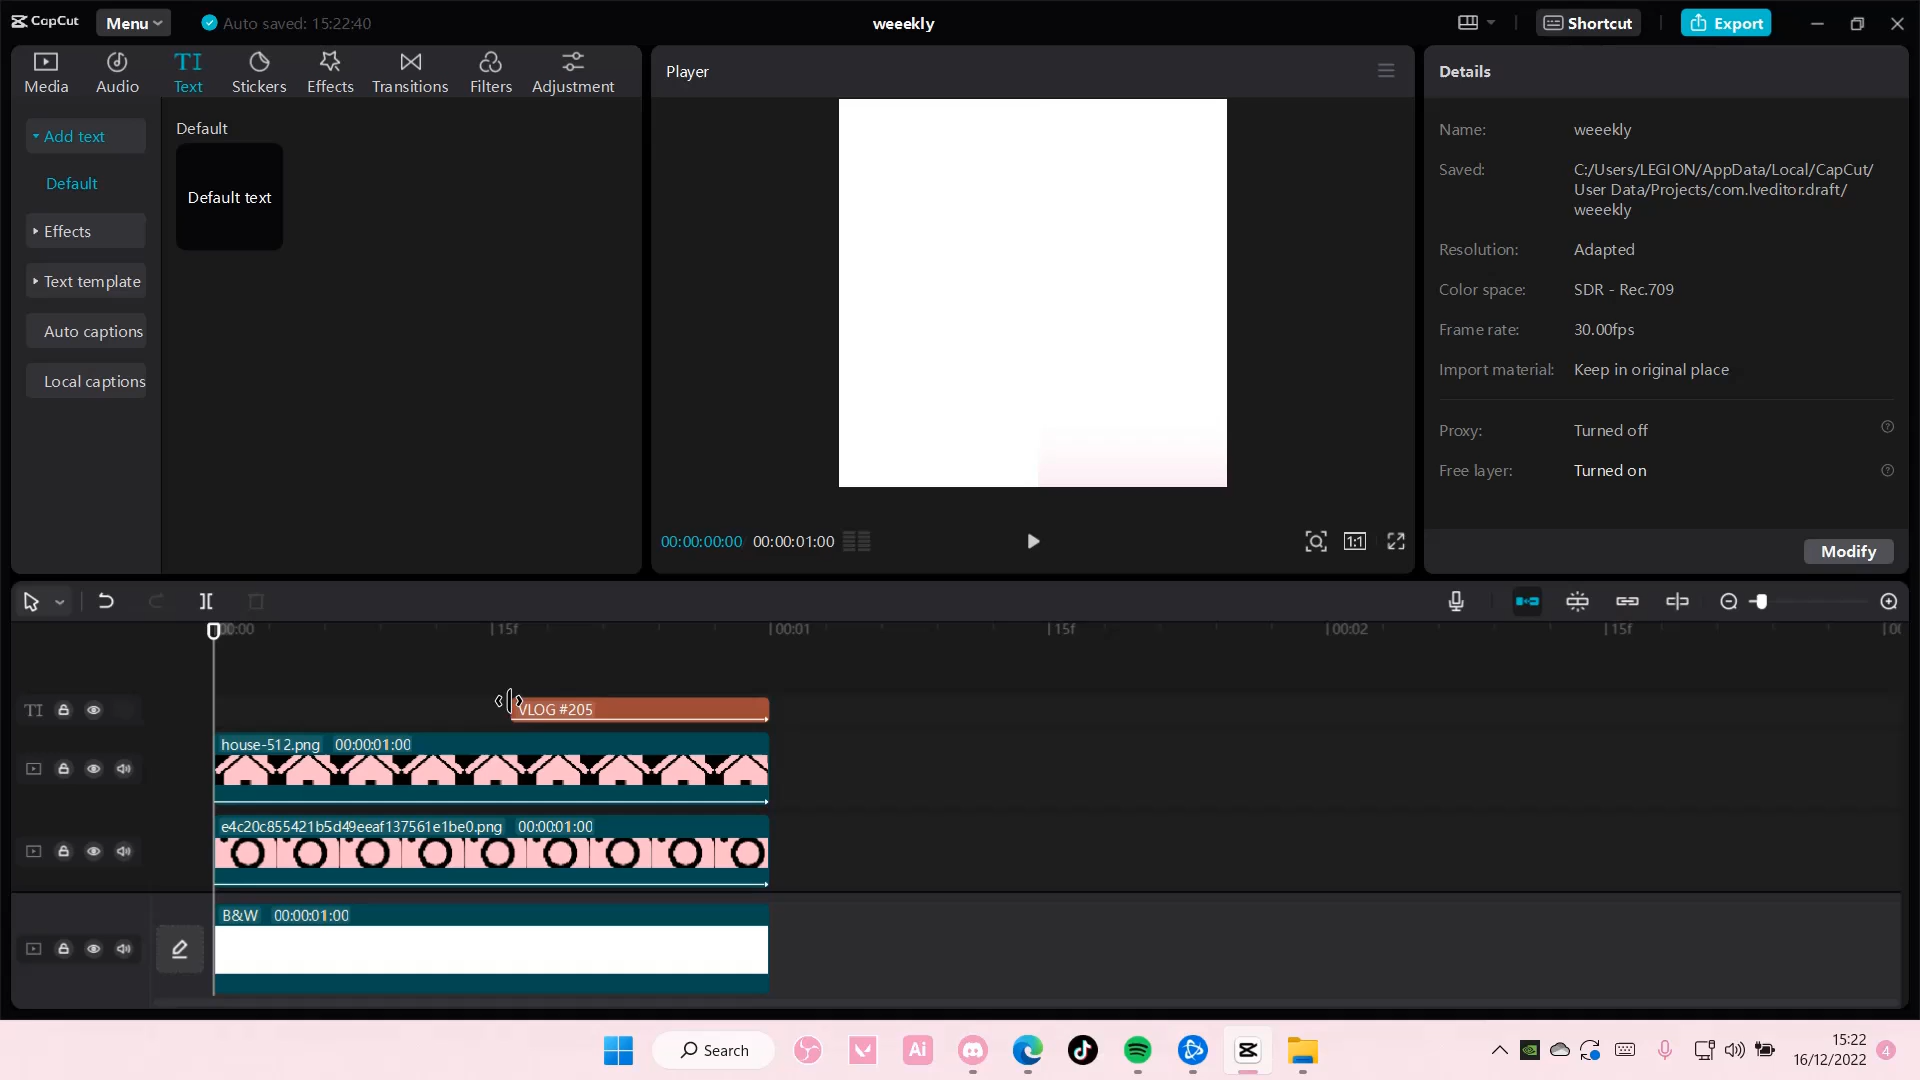 CapCut Menu Auto saved: 15:22:40 weeekly Shortcut Export
Media Audio Text Stickers Effects Transitions Filters Adjustment
Add text
Default
Effects
Text template
Auto captions
Local captions
Default
Default text
Player
00:00:00:00 00:00:01:00
1:1
Details
Name: weeekly
Saved: C:/Users/LEGION/AppData/Local/CapCut/
User Data/Projects/com.lveditor.draft/
weeekly
Resolution: Adapted
Color space: SDR - Rec.709
Frame rate: 30.00fps
Import material: Keep in original place
Proxy: Turned off
Free layer: Turned on
Modify
00:00 15f 00:01 15f 00:02 15f
TI VLOG #205
house-512.png 00:00:01:00
e4c20c855421b5d49eeaf137561e1be0.png 00:00:01:00
B&W 00:00:01:00
Search Ai
15:22
16/12/2022 4